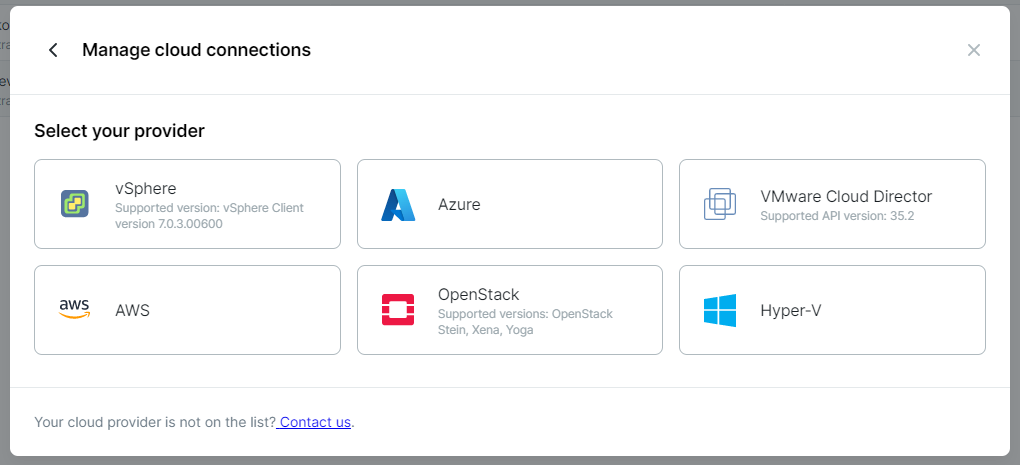 Manage cloud connections
Select your provider
vSphere
Supported version: vSphere Client
version 7.0.3.00600
Azure
VMware Cloud Director
Supported API version: 35.2
aws
AWS
OpenStack
Supported versions: OpenStack
Stein, Xena, Yoga
Hyper-V
Your cloud provider is not on the list? Contact us.